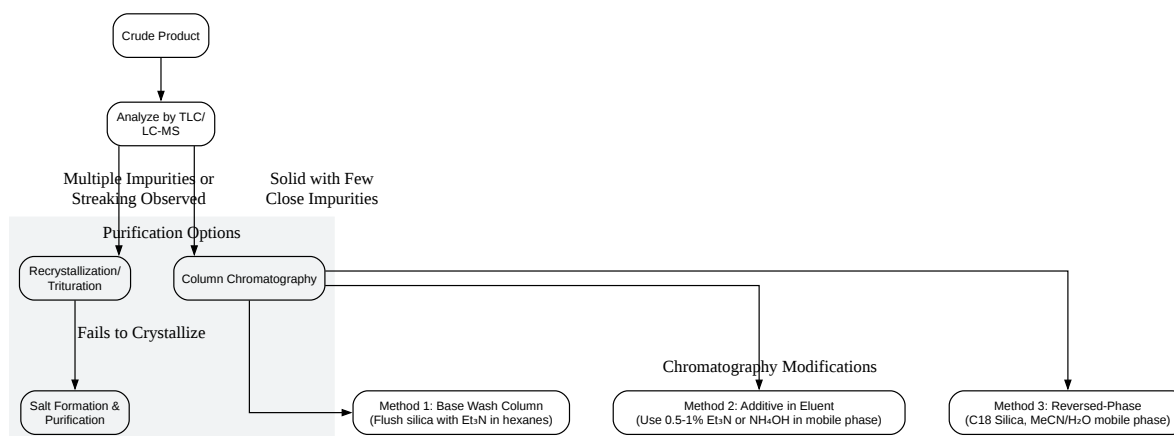 Crude Product
Analyze by TLC/
LC-MS
Multiple Impurities or
Streaking Observed
Solid with Few
Close Impurities
Purification Options
Recrystallization/
Trituration
Column Chromatography
Fails to Crystallize
Chromatography Modifications
Salt Formation &
Purification
Method 1: Base Wash Column
(Flush silica with Et₃N in hexanes)
Method 2: Additive in Eluent
(Use 0.5-1% Et₃N or NH₄OH in mobile phase)
Method 3: Reversed-Phase
(C18 Silica, MeCN/H₂O mobile phase)